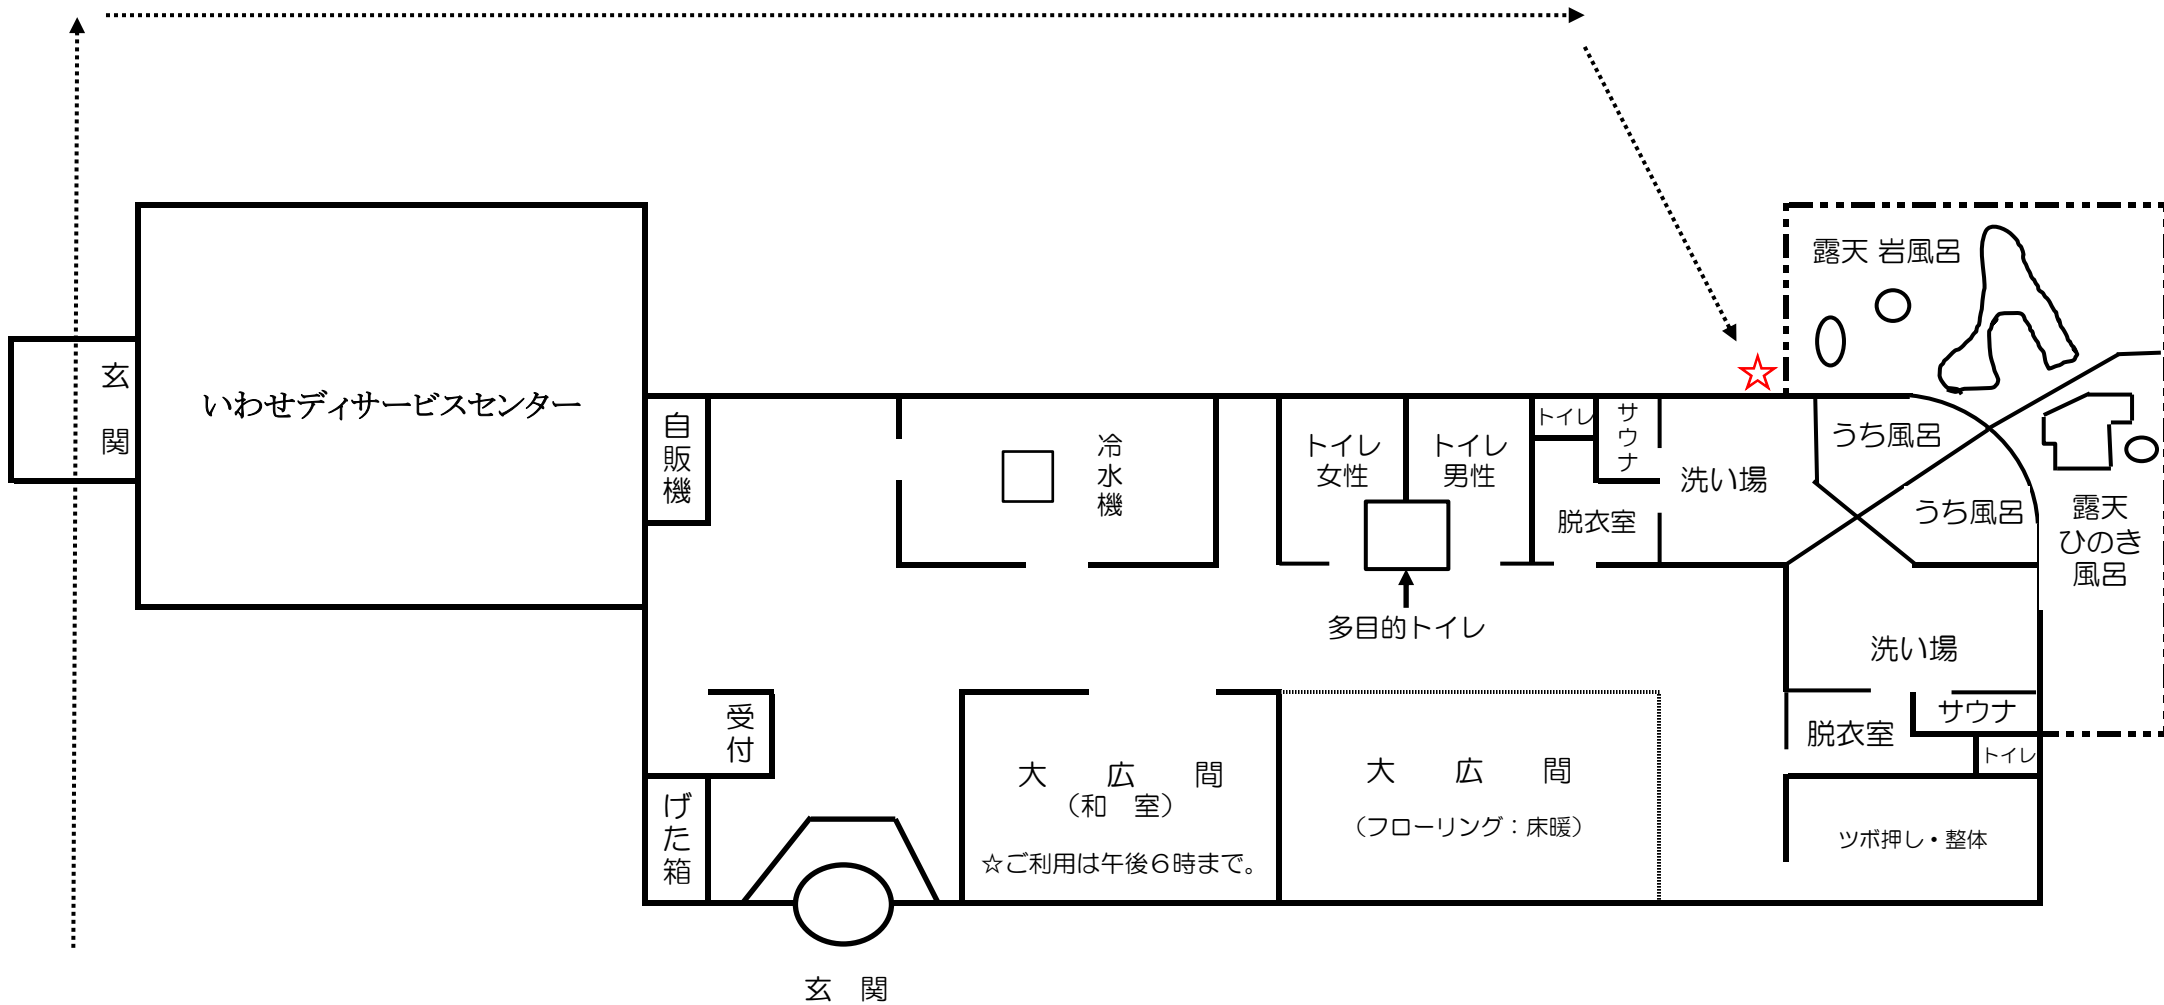 露天 岩風呂
玄
関
いわせディサービスセンター
自販機
冷水機
トイレ
女性
トイレ
男性
トイレ
サウナ
洗い場
脱衣室
うち風呂
うち風呂
露天
ひのき
風呂
多目的トイレ
洗い場
受付
サウナ
脱衣室
トイレ
大 広 間
(和 室)
☆ご利用は午後6時まで。
大 広 間
(フローリング:床暖)
げた箱
ツボ押し・整体
玄 関